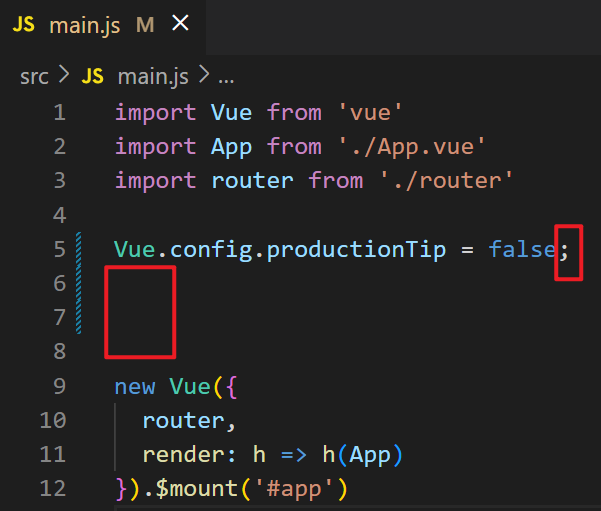 JS main.js M ×
src > JS main.js > ...
1 import Vue from 'vue'
2 import App from './App.vue'
3 import router from './router'
4
5 Vue.config.productionTip = false;
6
7
8
9 new Vue({
10 router,
11 render: h => h(App)
12 }).$mount('#app')